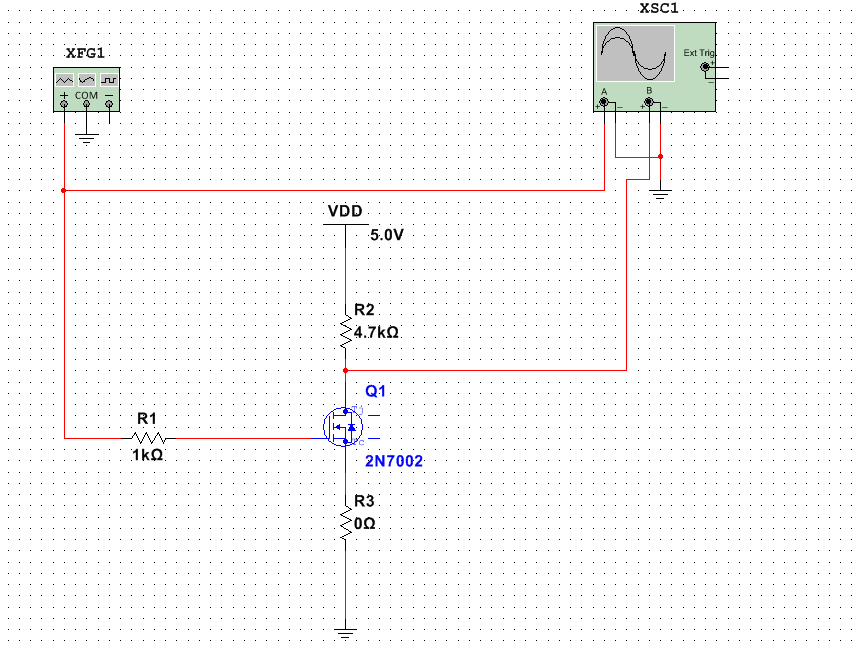 XSC1
XFG1
Ext Trig
+
-
A
B
+ - + -
+ COM -
VDD
5.0V
R2
4.7kΩ
Q1
R1
1kΩ
2N7002
R3
0Ω